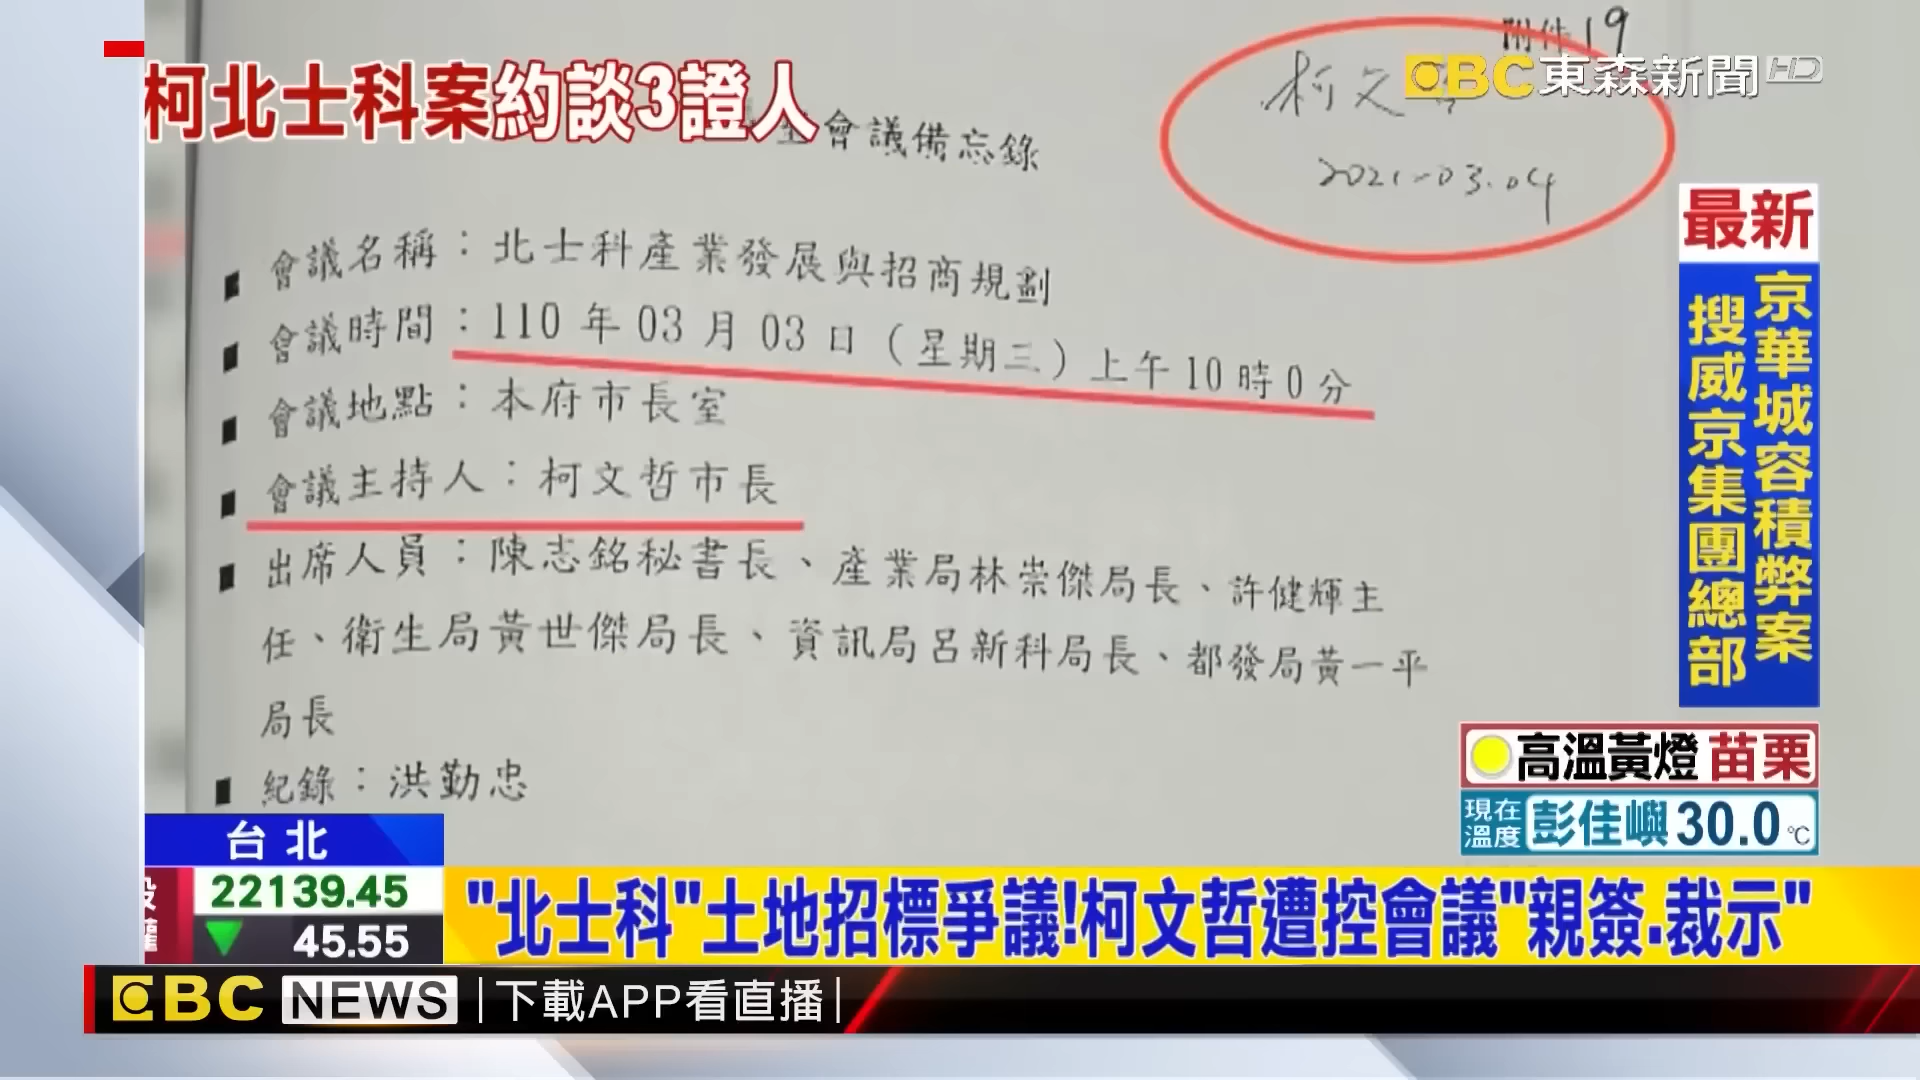 附件19
EBC東森新聞HD
柯北士科案約談3證人
會議備忘錄
柯文哲
2021-03.04
會議名稱：北士科產業發展與招商規劃
會議時間：110年03月03日（星期三）上午10時0分
會議地點：本府市長室
會議主持人：柯文哲市長
出席人員：陳志銘秘書長、產業局林崇傑局長、許健輝主
任、衛生局黃世傑局長、資訊局呂新科局長、都發局黃一平
局長
紀錄：洪勤忠
最新
京華城容積弊案
搜威京集團總部
高溫黃燈 苗栗
現在溫度 彭佳嶼 30.0℃
台北
22139.45
45.55
"北士科"土地招標爭議!柯文哲遭控會議"親簽.裁示"
EBC NEWS 下載APP看直播